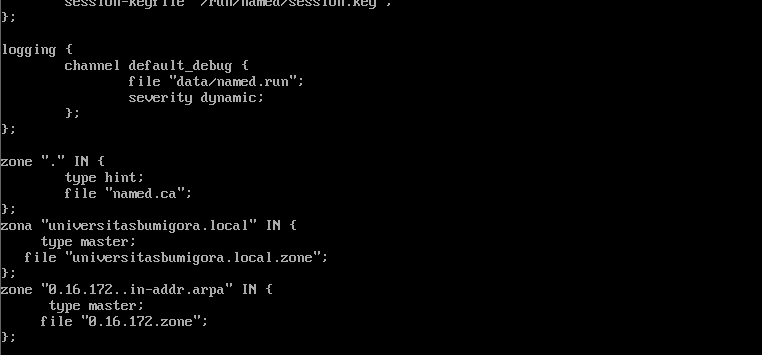 session-keyfile "/run/named/session.key";
};
logging {
channel default_debug {
file "data/named.run";
severity dynamic;
};
};
zone "." IN {
type hint;
file "named.ca";
};
zona "universitasbumigora.local" IN {
type master;
file "universitasbumigora.local.zone";
};
zone "0.16.172..in-addr.arpa" IN {
type master;
file "0.16.172.zone";
};